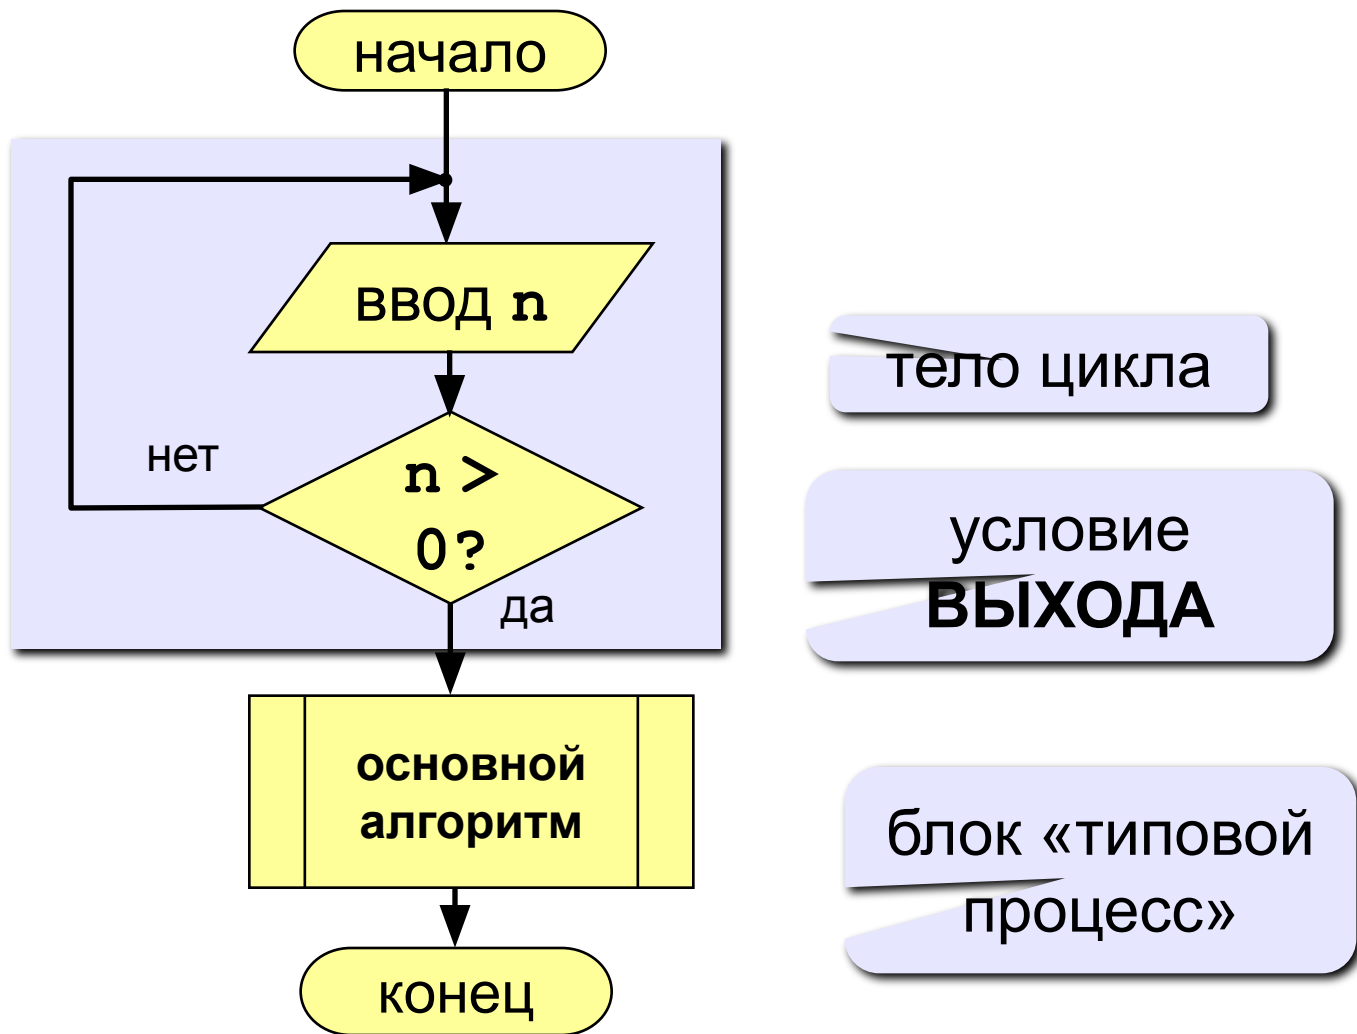 начало
ввод n
нет
n >
0?
да
основной
алгоритм
конец
тело цикла
условие
ВЫХОДА
блок «типовой
процесс»